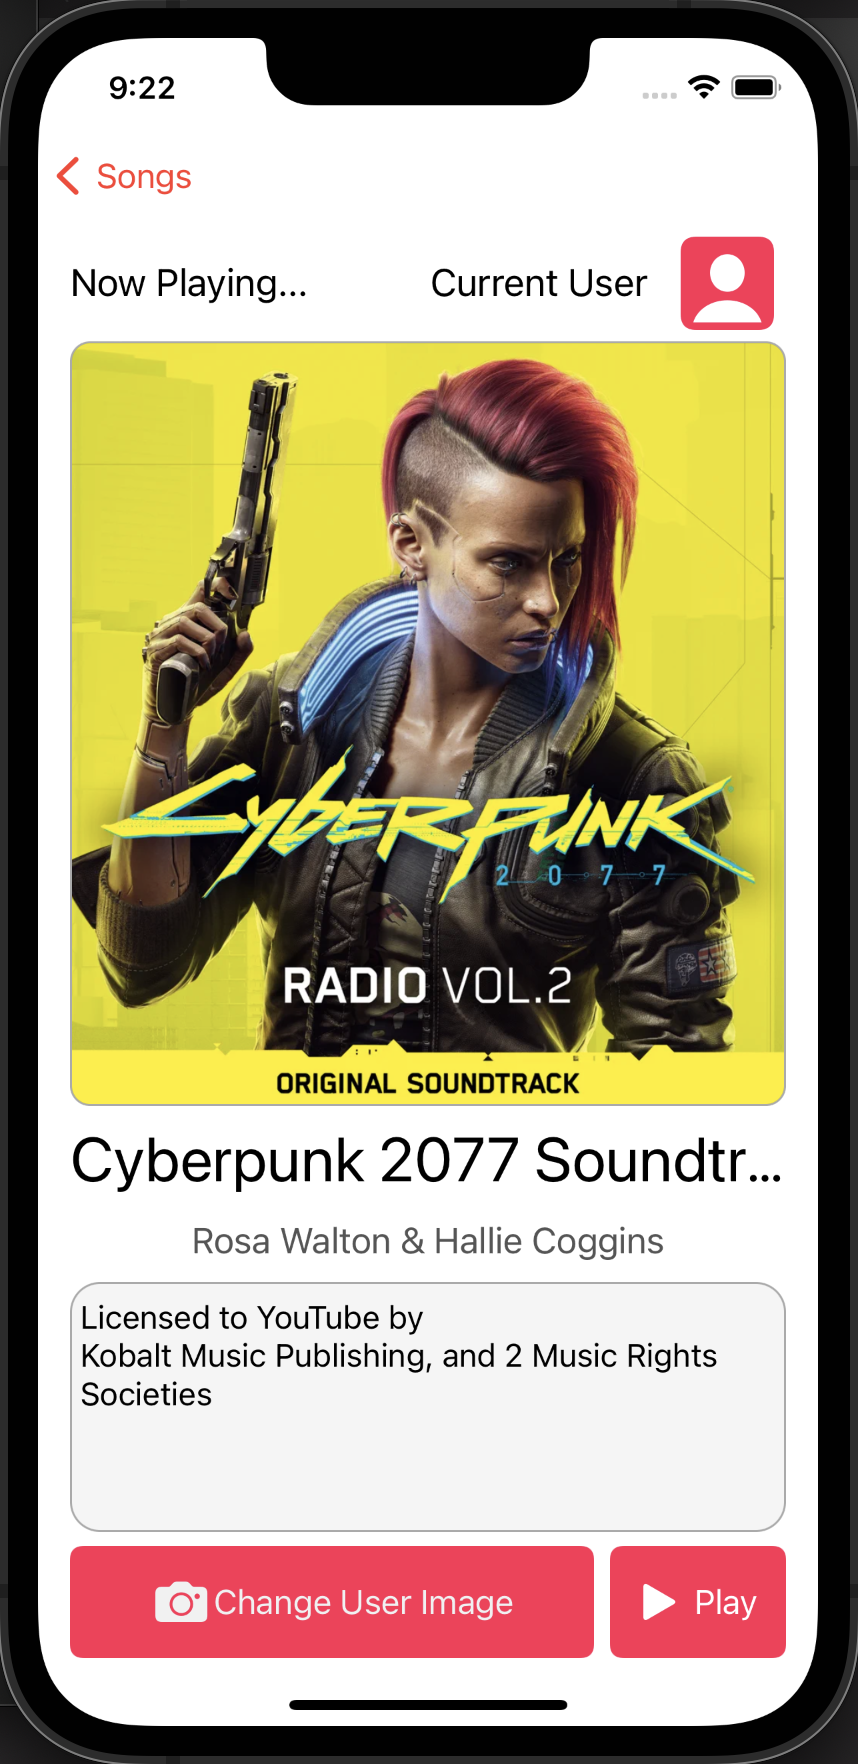 9:22
Songs
Now Playing...
Current User
Cyberpunk
2077
RADIO VOL.2
ORIGINAL SOUNDTRACK
Cyberpunk 2077 Soundtr...
Rosa Walton & Hallie Coggins
Licensed to YouTube by
Kobalt Music Publishing, and 2 Music Rights
Societies
Change User Image
Play